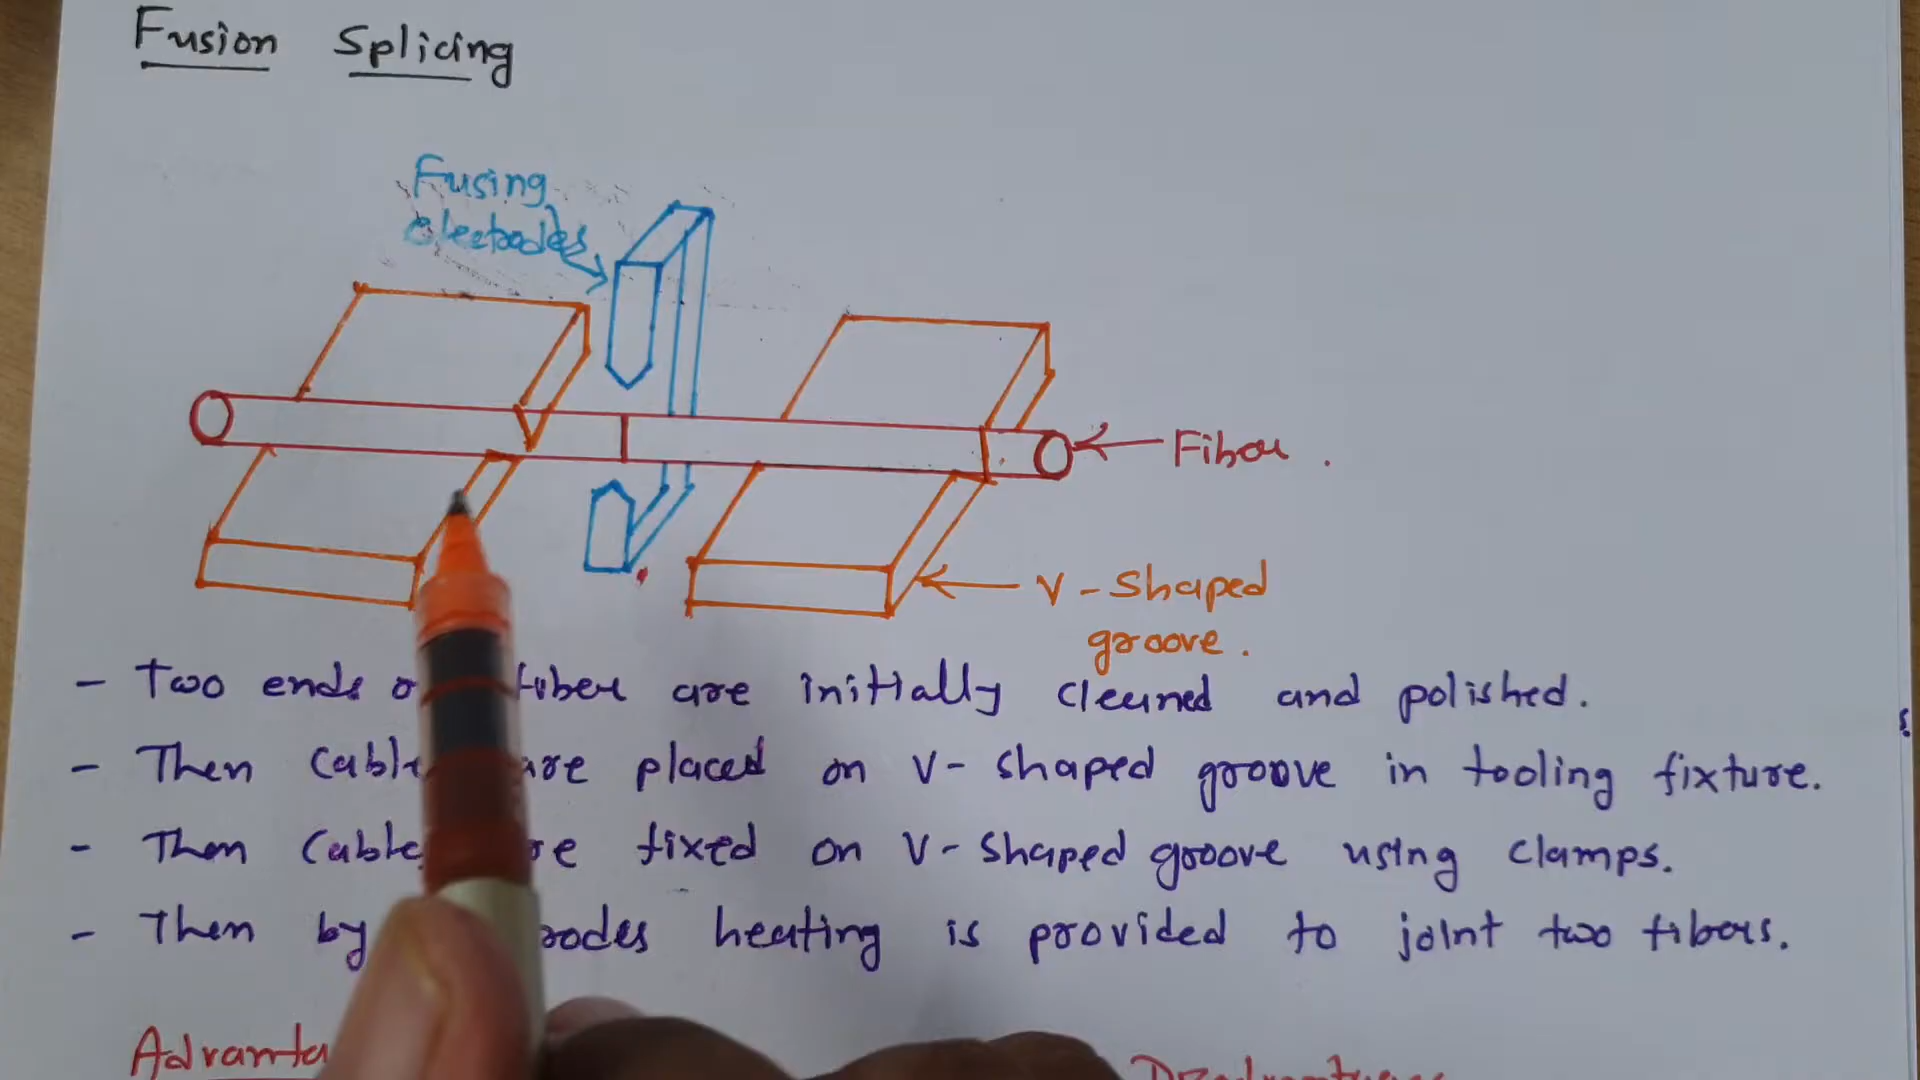 Fusion Splicing
Fusing
electrodes
Fiber .
V-Shaped
groove .
- Two ends fiber are initially cleaned and polished.
- Then Cable are placed on V-shaped groove in tooling fixture.
- Then Cable are fixed on V-Shaped groove using clamps.
- Then by heating is provided to joint two fibers.